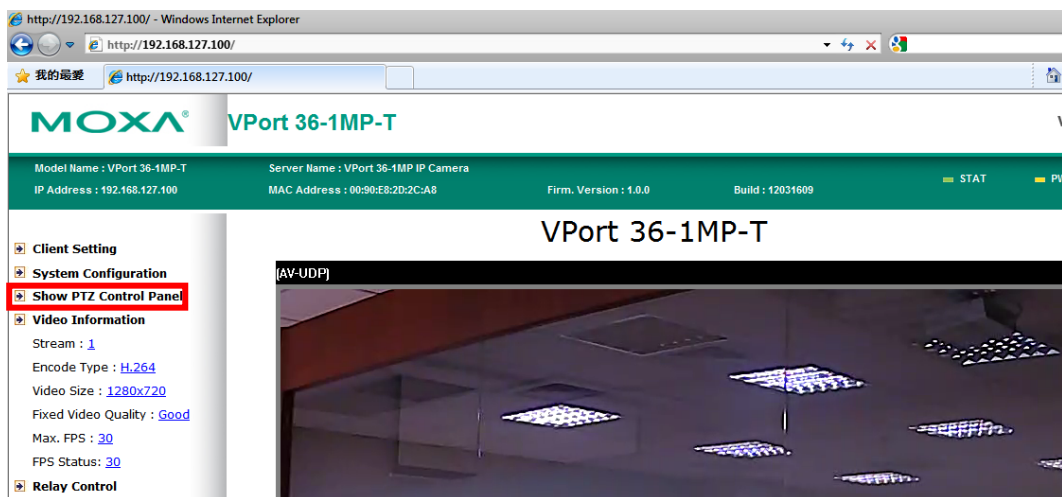 http://192.168.127.100/ - Windows Internet Explorer
http://192.168.127.100/
我的最愛 http://192.168.127.100/
MOXA® VPort 36-1MP-T
Model Name : VPort 36-1MP-T Server Name : VPort 36-1MP IP Camera
IP Address : 192.168.127.100 MAC Address : 00:90:E8:2D:2C:A8 Firm. Version : 1.0.0 Build : 12031609
STAT
VPort 36-1MP-T
Client Setting
System Configuration
Show PTZ Control Panel
Video Information
Stream : 1
Encode Type : H.264
Video Size : 1280x720
Fixed Video Quality : Good
Max. FPS : 30
FPS Status: 30
Relay Control
(AV-UDP)